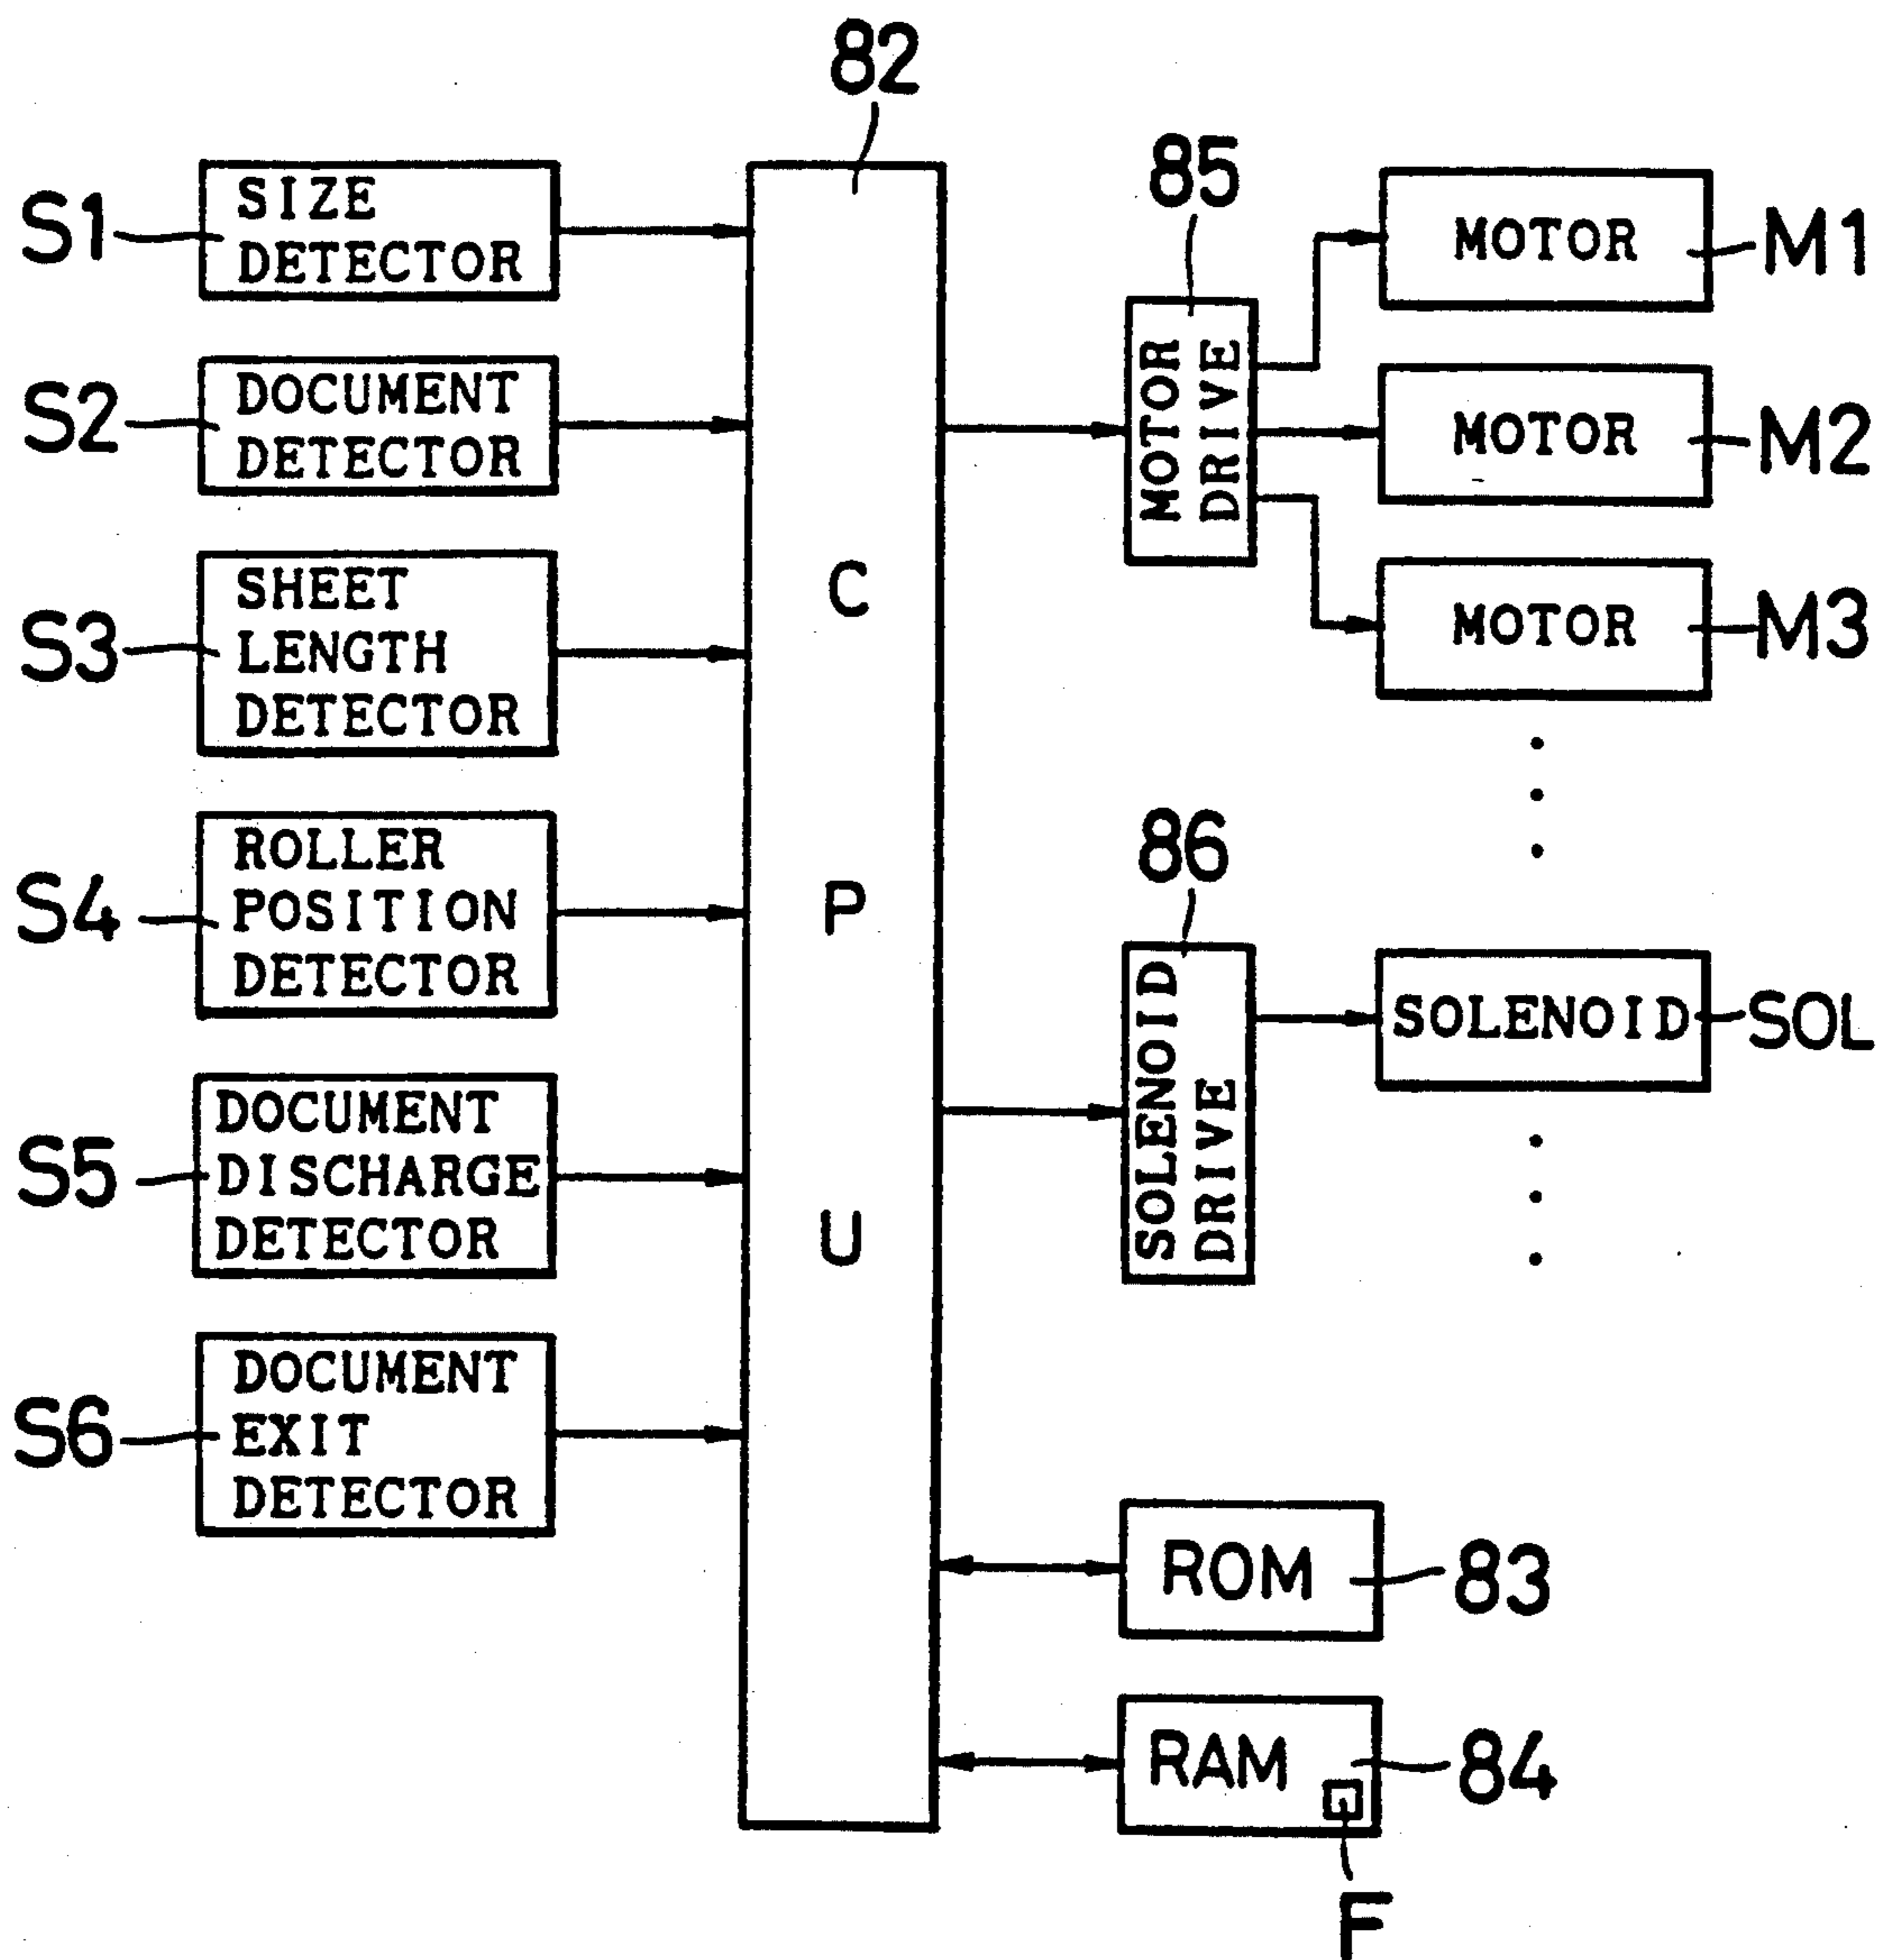 82
S1
SIZE
DETECTOR
S2
DOCUMENT
DETECTOR
S3
SHEET
LENGTH
DETECTOR
S4
ROLLER
POSITION
DETECTOR
S5
DOCUMENT
DISCHARGE
DETECTOR
S6
DOCUMENT
EXIT
DETECTOR
C
P
U
85
MOTOR
DRIVE
MOTOR
M1
MOTOR
M2
MOTOR
M3
86
SOLENOID
DRIVE
SOLENOID
SOL
ROM
83
RAM
84
F